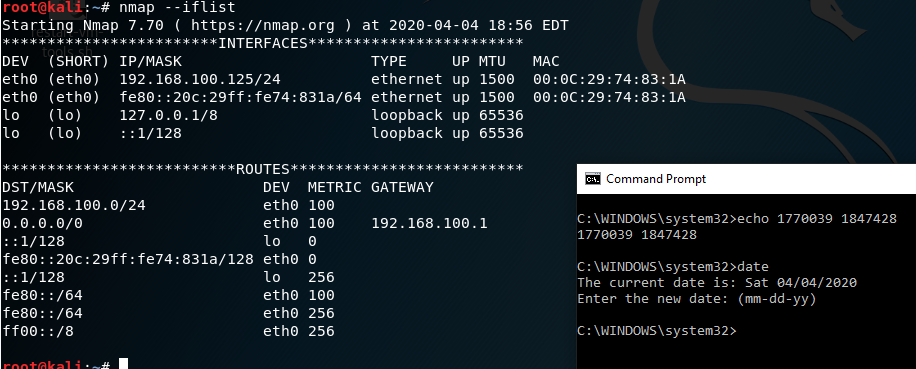 root@kali:~# nmap --iflist
Starting Nmap 7.70 ( https://nmap.org ) at 2020-04-04 18:56 EDT
************************INTERFACES************************
DEV  (SHORT) IP/MASK                     TYPE     UP MTU   MAC
eth0 (eth0)  192.168.100.125/24          ethernet up 1500  00:0C:29:74:83:1A
eth0 (eth0)  fe80::20c:29ff:fe74:831a/64 ethernet up 1500  00:0C:29:74:83:1A
lo   (lo)    127.0.0.1/8                 loopback up 65536
lo   (lo)    ::1/128                     loopback up 65536
**************************ROUTES**************************
DST/MASK                     DEV  METRIC GATEWAY
192.168.100.0/24             eth0 100
0.0.0.0/0                    eth0 100    192.168.100.1
::1/128                      lo   0
fe80::20c:29ff:fe74:831a/128 eth0 0
::1/128                      lo   256
fe80::/64                    eth0 100
fe80::/64                    eth0 256
ff00::/8                     eth0 256
root@kali:~#
Command Prompt
C:\WINDOWS\system32>echo 1770039 1847428
1770039 1847428
C:\WINDOWS\system32>date
The current date is: Sat 04/04/2020
Enter the new date: (mm-dd-yy)
C:\WINDOWS\system32>